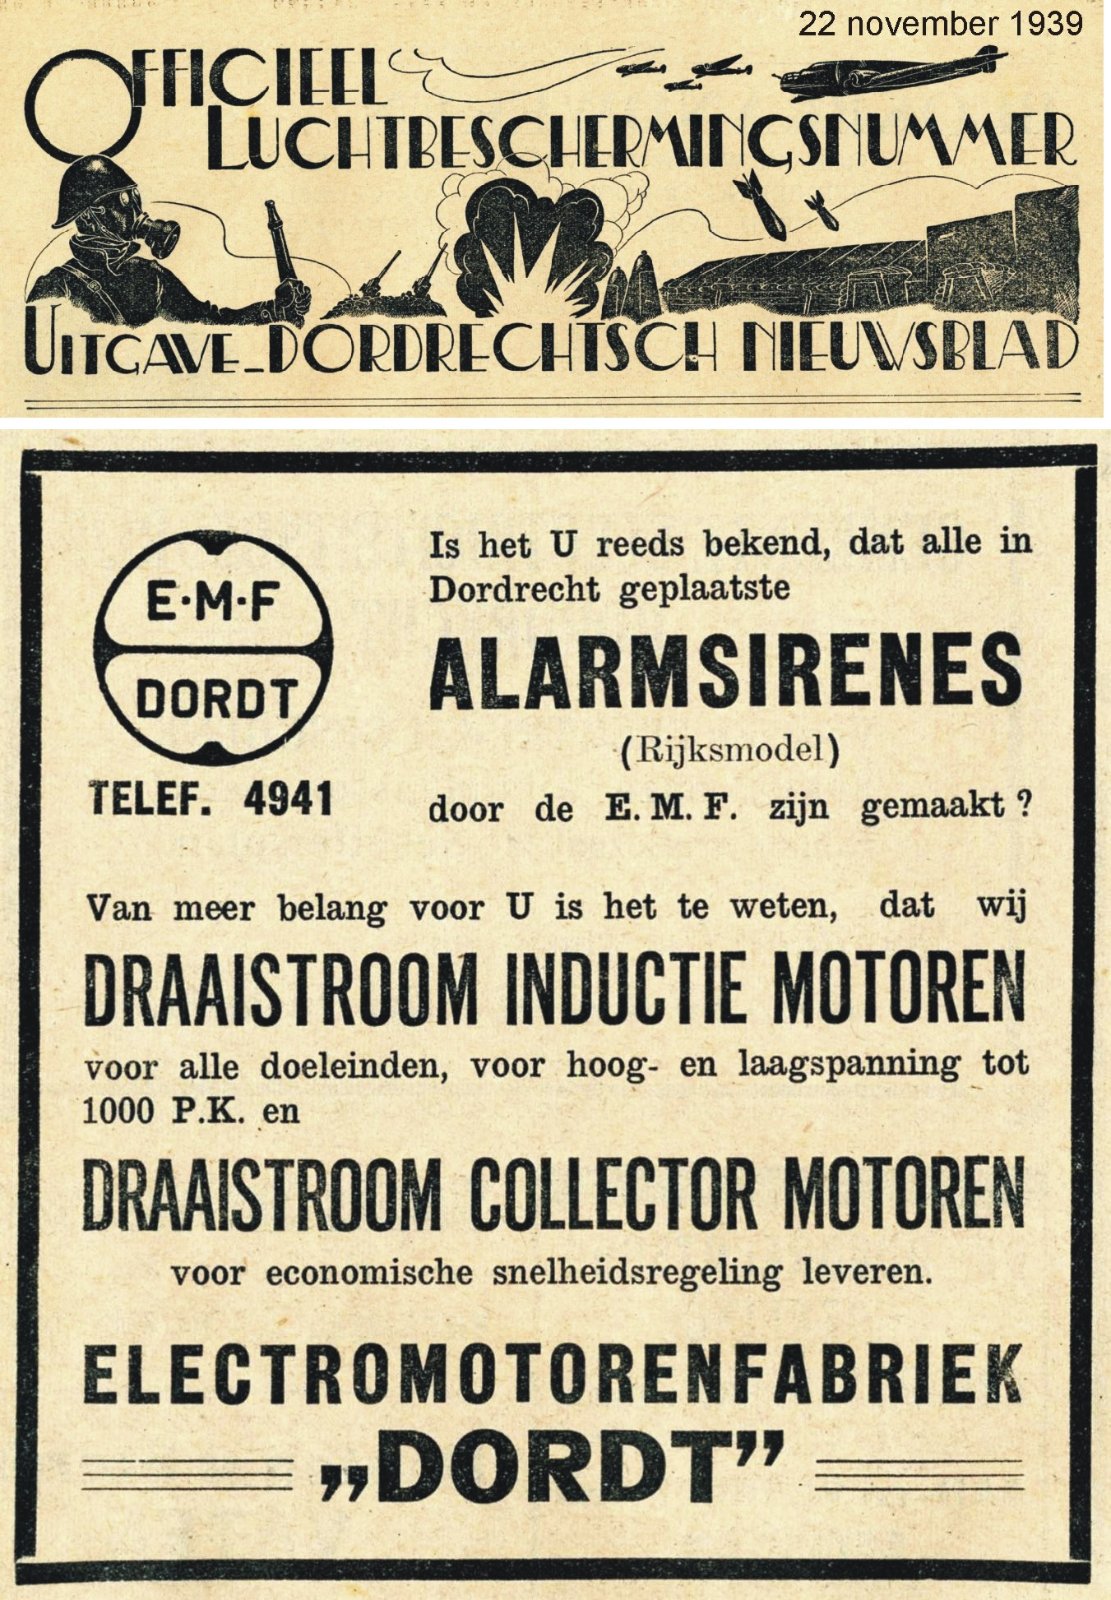 22 november 1939
OFFICIEEL
LUCHTBESCHERMINGSNUMMER
UITGAVE_DORDRECHTSCH NIEUWSBLAD
E·M·F
DORDT
TELEF. 4941
Is het U reeds bekend, dat alle in
Dordrecht geplaatste
ALARMSIRENES
(Rijksmodel)
door de E. M. F. zijn gemaakt ?
Van meer belang voor U is het te weten, dat wij
DRAAISTROOM INDUCTIE MOTOREN
voor alle doeleinden, voor hoog- en laagspanning tot
1000 P.K. en
DRAAISTROOM COLLECTOR MOTOREN
voor economische snelheidsregeling leveren.
ELECTROMOTORENFABRIEK
„DORDT”